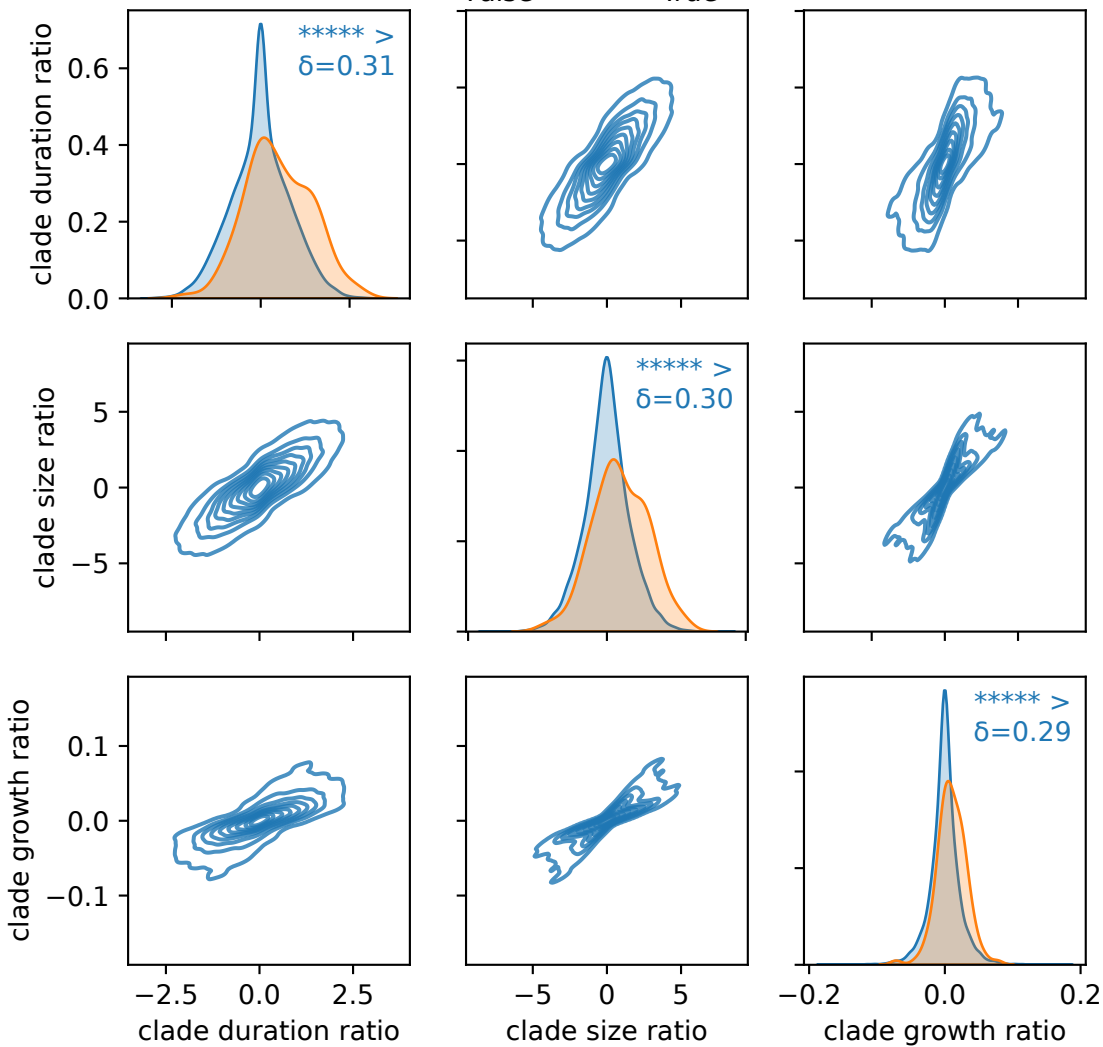 ***** >
δ=0.31
clade duration ratio
0.6
0.4
0.2
0.0
***** >
δ=0.30
clade size ratio
5
0
−5
***** >
δ=0.29
clade growth ratio
0.1
0.0
−0.1
−2.5 0.0 2.5 −5 0 5 −0.2 0.0 0.2
clade duration ratio clade size ratio clade growth ratio